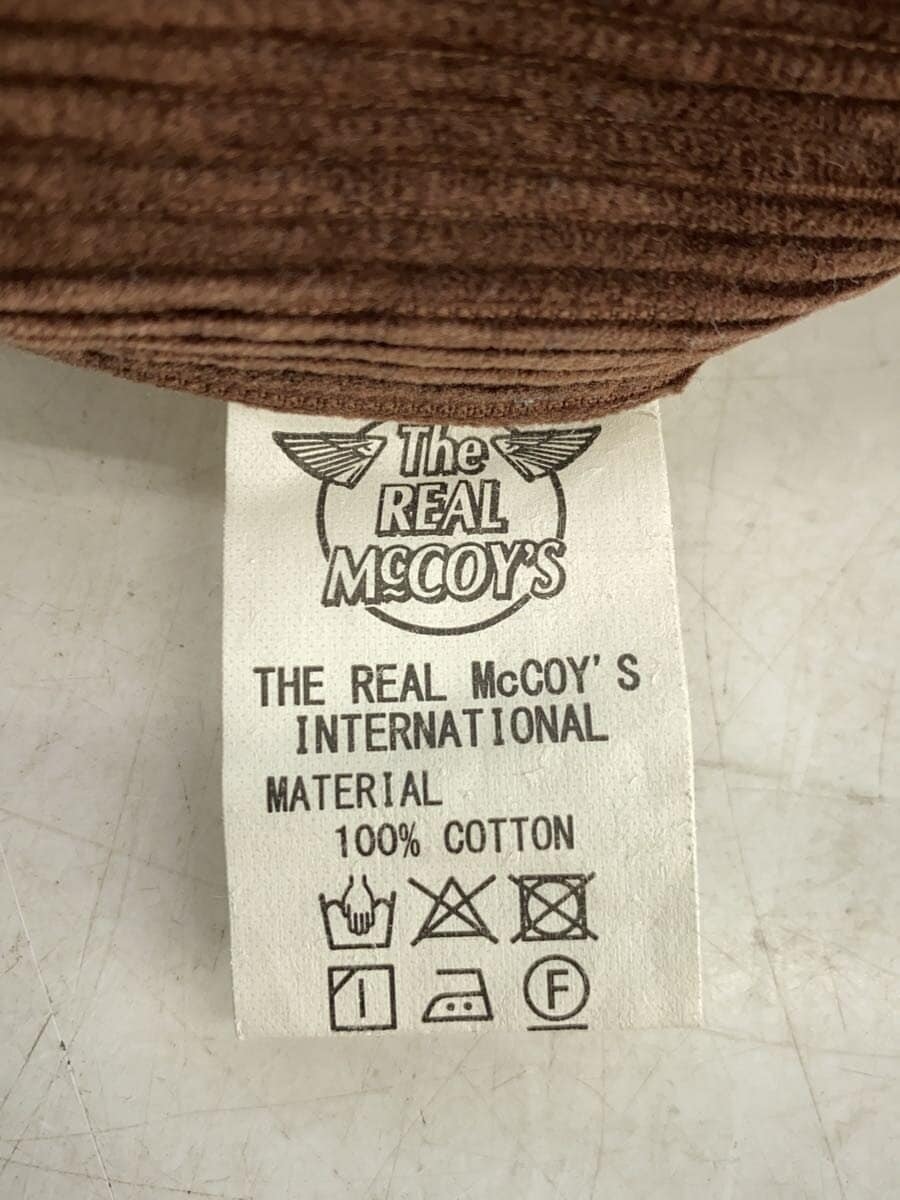 The
REAL
McCOY'S
THE REAL McCOY'S
INTERNATIONAL
MATERIAL
100% COTTON
F